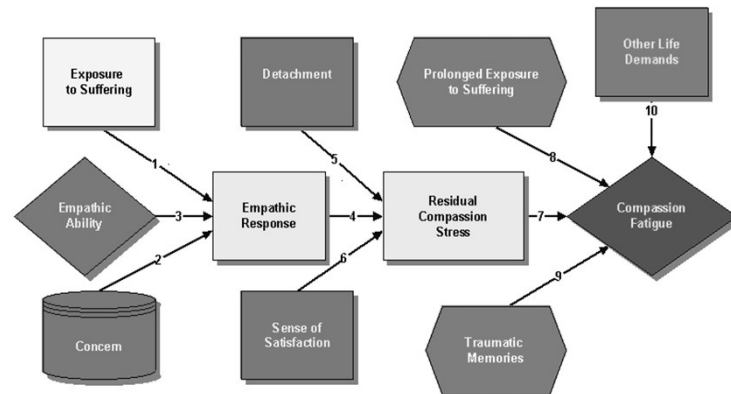 Exposure
to Suffering
Detachment
Prolonged Exposure
to Suffering
Other Life
Demands
10
1
5
8
Empathic
Ability
3
Empathic
Response
4
Residual
Compassion
Stress
7
Compassion
Fatigue
2
6
9
Concern
Sense of
Satisfaction
Traumatic
Memories